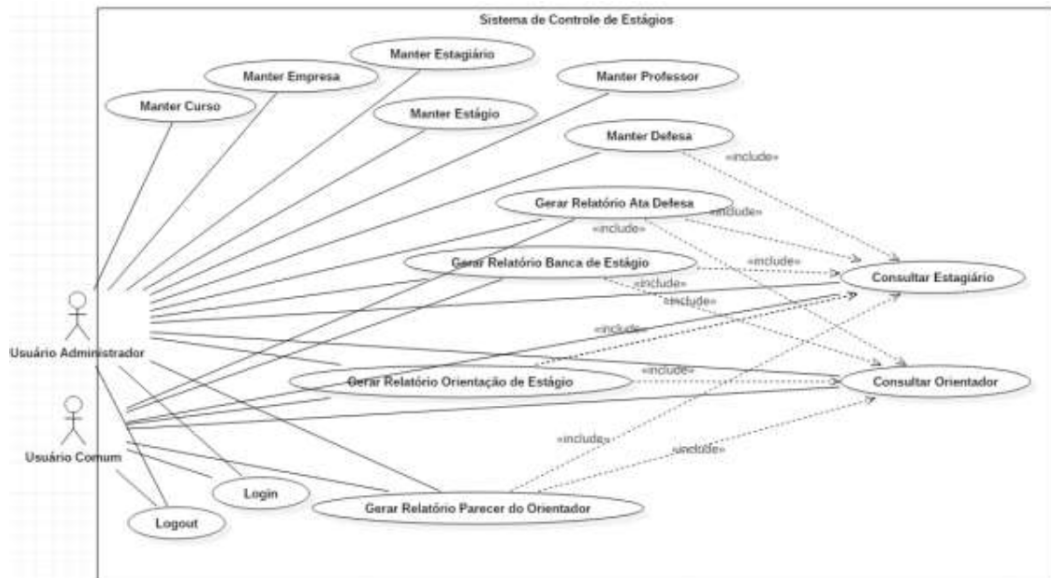 Sistema de Controle de Estágios
Manter Estagiário
Manter Empresa
Manter Professor
Manter Curso
Manter Estágio
Manter Defesa
«include»
Gerar Relatório Ata Defesa
«include»
«include»
Gerar Relatório Banca de Estágio
«include»
Consultar Estagiário
«include»
«include»
«include»
Usuário Administrador
Gerar Relatório Orientação de Estágio
«include»
Consultar Orientador
«include»
«include»
Usuário Comum
Login
Gerar Relatório Parecer do Orientador
Logout